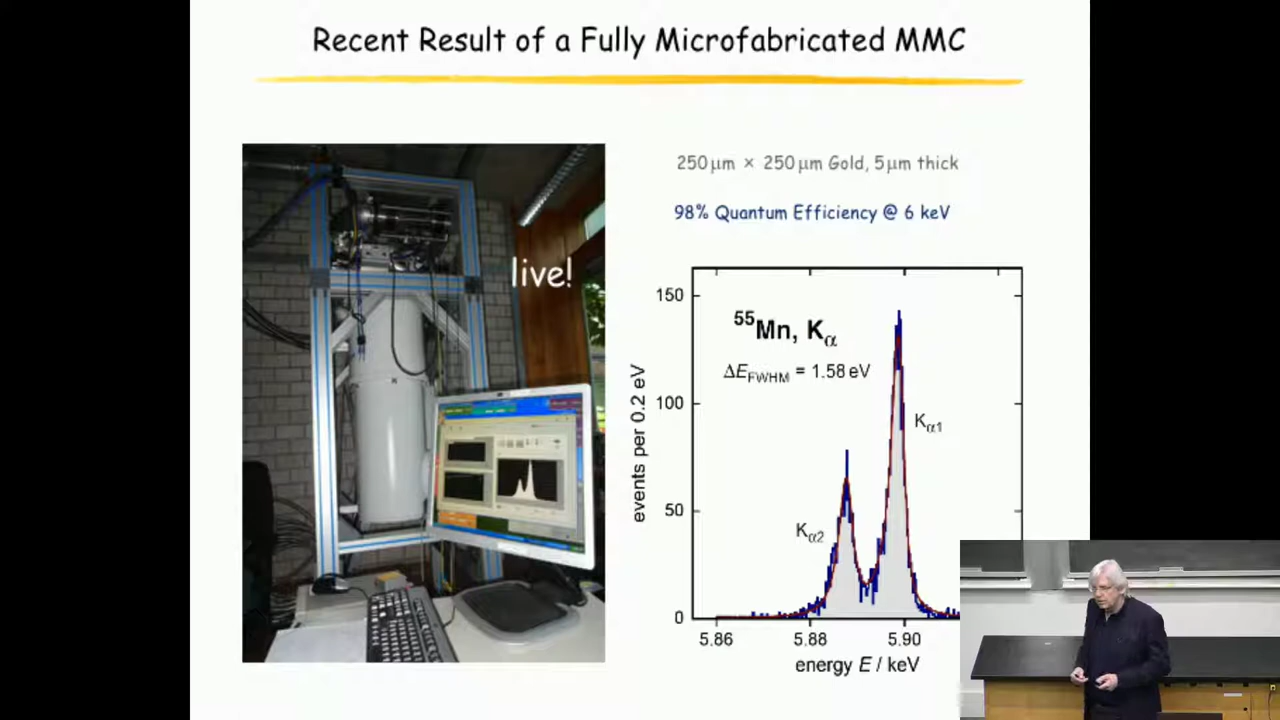 Recent Result of a Fully Microfabricated MMC
live!
250 μm × 250 μm Gold, 5 μm thick
98% Quantum Efficiency @ 6 keV
150
100
50
0
events per 0.2 eV
⁵⁵Mn, Kα
ΔE_FWHM = 1.58 eV
Kα1
Kα2
5.86 5.88 5.90
energy E / keV